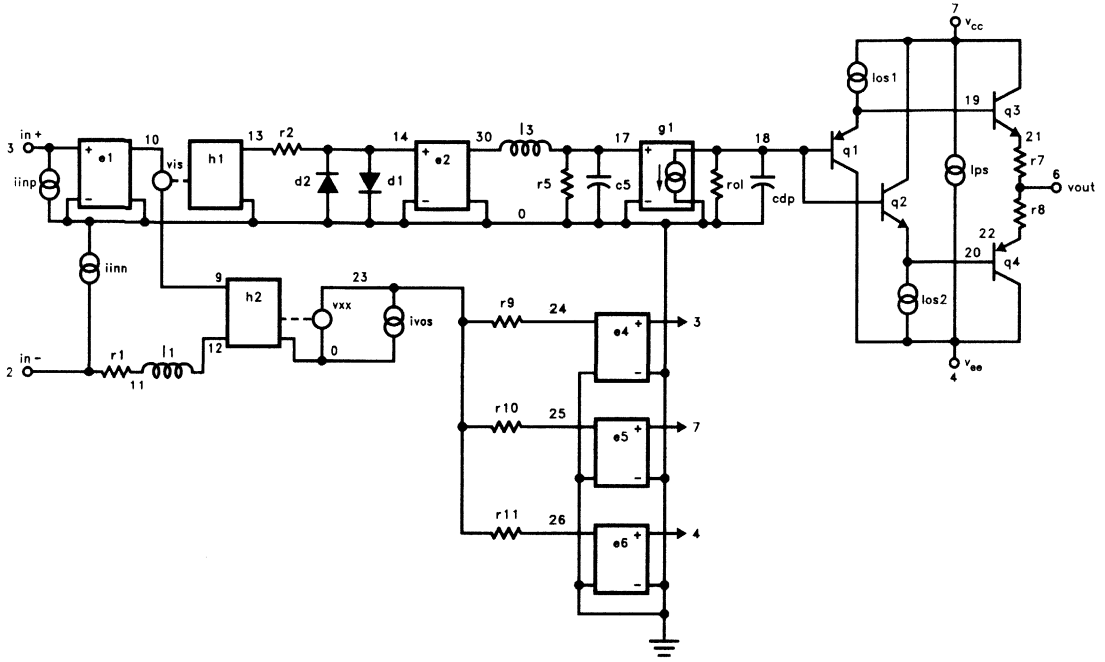 7
vcc
Ios1
19
q3
in+
3
+
e1
-
10
vis
h1
13
r2
14
+
e2
-
30
l3
17
g1
+
-
18
q1
21
r7
6
vout
r8
iinp
d2
d1
r5
c5
rol
cdp
Ips
q2
0
22
20
q4
iinn
9
h2
23
vxx
ivos
Ios2
r9
24
e4
+
-
3
in-
2
r1
11
l1
12
0
vee
4
r10
25
e5
+
-
7
r11
26
e6
+
-
4